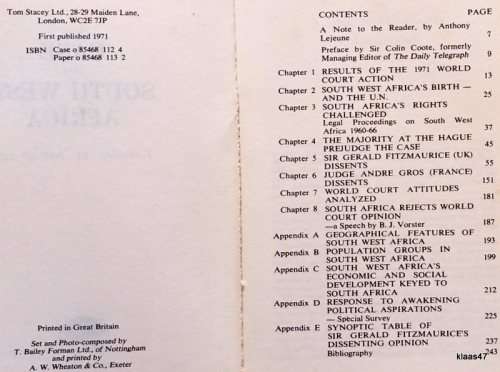 Tom Stacey Ltd., 28-29 Maiden Lane,
London, WC2E 7JP
First published 1971
ISBN Case o 85468 112 4
Paper o 85468 113 2
Printed in Great Britain
Set and Photo-composed by
T. Bailey Forman Ltd., of Nottingham
and printed by
A. W. Wheaton & Co., Exeter
CONTENTS PAGE
A Note to the Reader, by Anthony
Lejeune 7
Preface by Sir Colin Coote, formerly
Managing Editor of The Daily Telegraph 9
Chapter 1 RESULTS OF THE 1971 WORLD
COURT ACTION 13
Chapter 2 SOUTH WEST AFRICA'S BIRTH —
AND THE U.N. 25
Chapter 3 SOUTH AFRICA'S RIGHTS
CHALLENGED
Legal Proceedings on South West
Africa 1960-66 37
Chapter 4 THE MAJORITY AT THE HAGUE
PREJUDGE THE CASE 45
Chapter 5 SIR GERALD FITZMAURICE (UK)
DISSENTS 55
Chapter 6 JUDGE ANDRE GROS (FRANCE)
DISSENTS 151
Chapter 7 WORLD COURT ATTITUDES
ANALYZED 181
Chapter 8 SOUTH AFRICA REJECTS WORLD
COURT OPINION
—a Speech by B. J. Vorster 187
Appendix A GEOGRAPHICAL FEATURES OF
SOUTH WEST AFRICA 193
Appendix B POPULATION GROUPS IN
SOUTH WEST AFRICA 199
Appendix C SOUTH WEST AFRICA'S
ECONOMIC AND SOCIAL
DEVELOPMENT KEYED TO
SOUTH AFRICA 212
Appendix D RESPONSE TO AWAKENING
POLITICAL ASPIRATIONS
—Special Survey 225
Appendix E SYNOPTIC TABLE OF
SIR GERALD FITZMAURICE'S
DISSENTING OPINION 237
Bibliography 243
klaas47